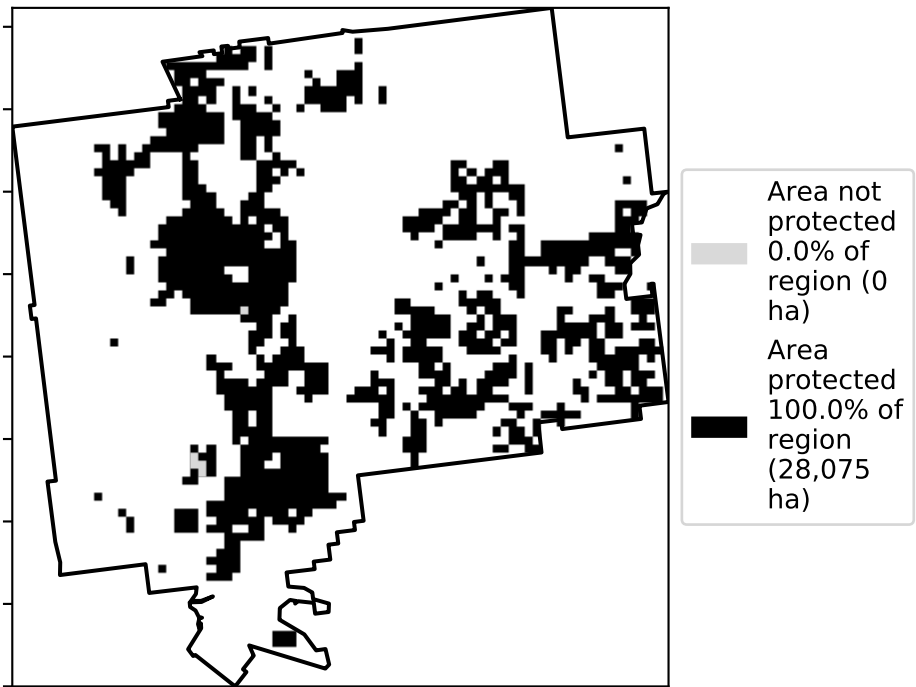 Area not
protected
0.0% of
region (0
ha)
Area
protected
100.0% of
region
(28,075
ha)